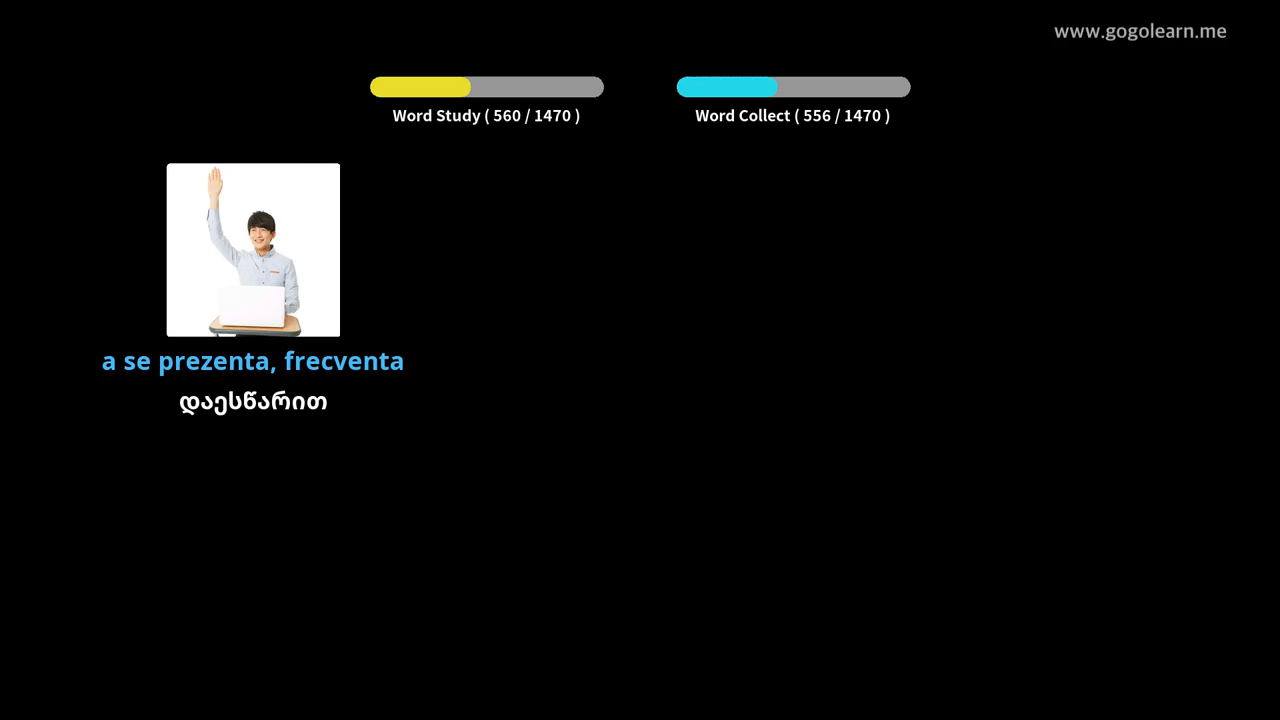 www.gogolearn.me
Word Study ( 560 / 1470 )
Word Collect ( 556 / 1470 )
a se prezenta, frecventa
დაესწარით